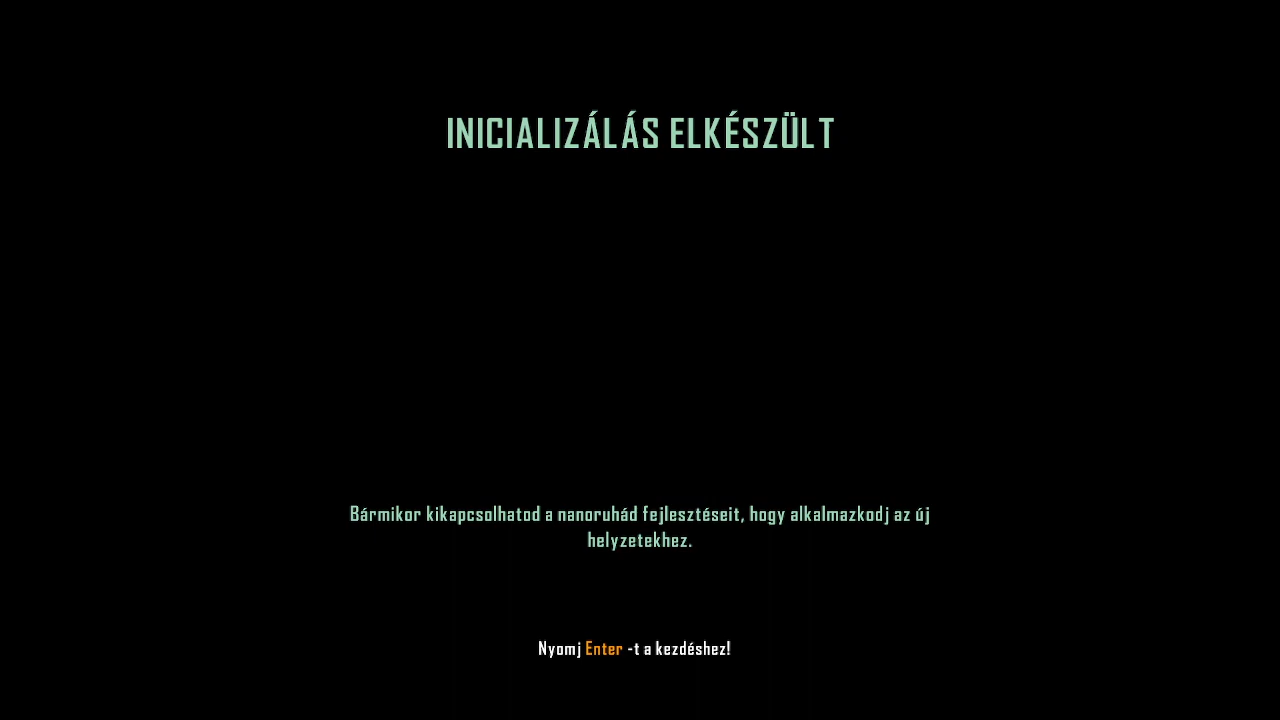 INICIALIZÁLÁS ELKÉSZÜLT
Bármikor kikapcsolhatod a nanoruhád fejlesztéseit, hogy alkalmazkodj az új
helyzetekhez.
Nyomj Enter -t a kezdéshez!